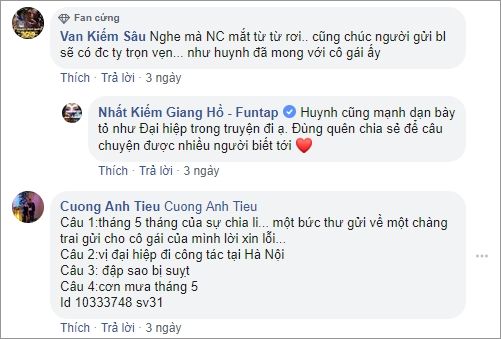 Fan cứng
Van Kiếm Sầu Nghe mà NC mắt từ từ rơi.. cũng chúc người gửi bl
sẽ có đc ty trọn vẹn... như huynh đã mong với cô gái ấy
Thích · Trả lời · 3 ngày
Nhất Kiếm Giang Hồ - Funtap Huynh cũng mạnh dạn bày
tỏ như Đại hiệp trong truyện đi ạ. Đừng quên chia sẻ để câu
chuyện được nhiều người biết tới ❤️
Thích · Trả lời · 3 ngày
Cuong Anh Tieu Cuong Anh Tieu
Câu 1:tháng 5 tháng của sự chia li... một bức thư gửi về một chàng
trai gửi cho cô gái của mình lời xin lỗi...
Câu 2:vị đại hiệp đi công tác tại Hà Nội
Câu 3: đập sao bị suỵt
Câu 4:cơn mưa tháng 5
Id 10333748 sv31
Thích · Trả lời · 3 ngày